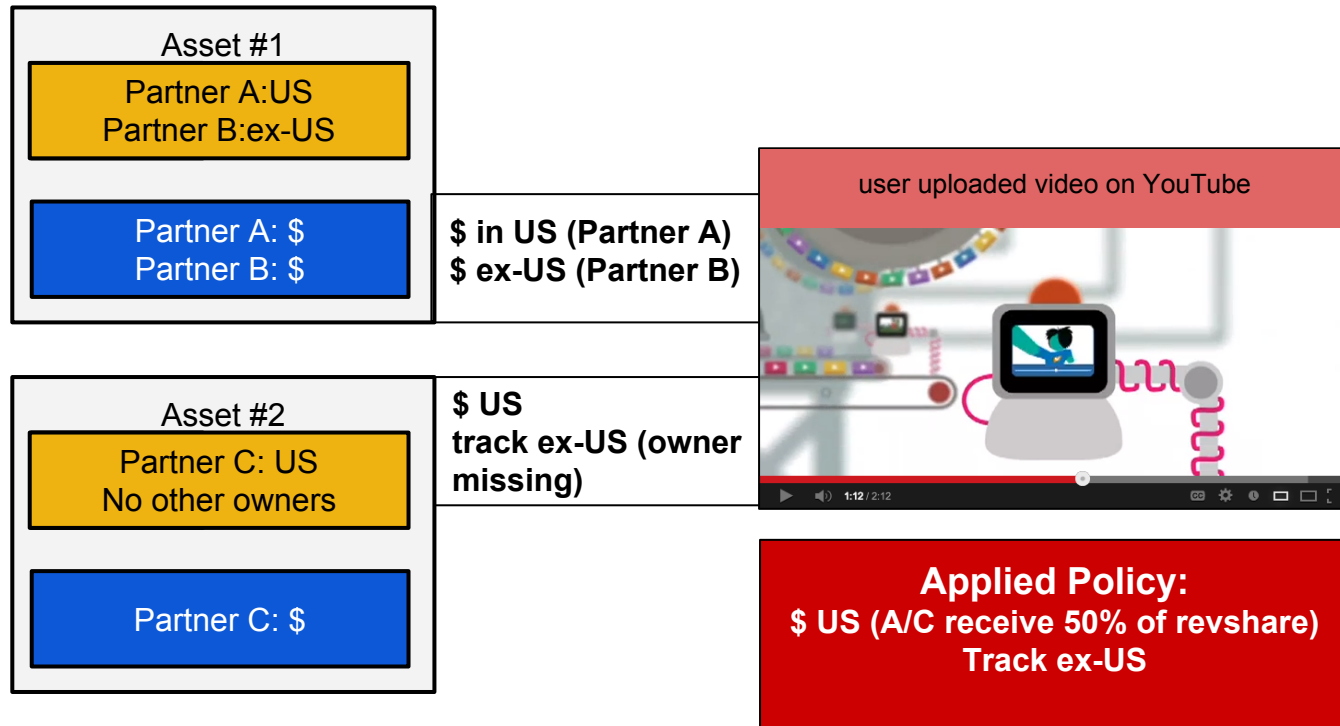 Asset #1
Partner A:US
Partner B:ex-US
Partner A: $
Partner B: $
$ in US (Partner A)
$ ex-US (Partner B)
Asset #2
Partner C: US
No other owners
Partner C: $
$ US
track ex-US (owner
missing)
user uploaded video on YouTube
1:12 / 2:12
CC
Applied Policy:
$ US (A/C receive 50% of revshare)
Track ex-US